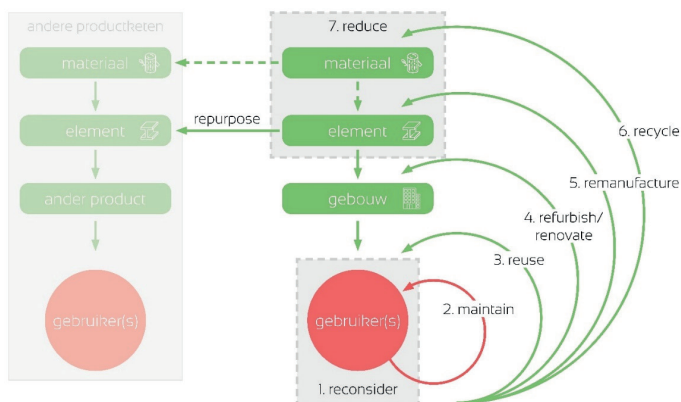 andere productketen
materiaal
element
ander product
gebruiker(s)
repurpose
7. reduce
materiaal
element
gebouw
gebruiker(s)
1. reconsider
2. maintain
3. reuse
4. refurbish/
renovate
5. remanufacture
6. recycle